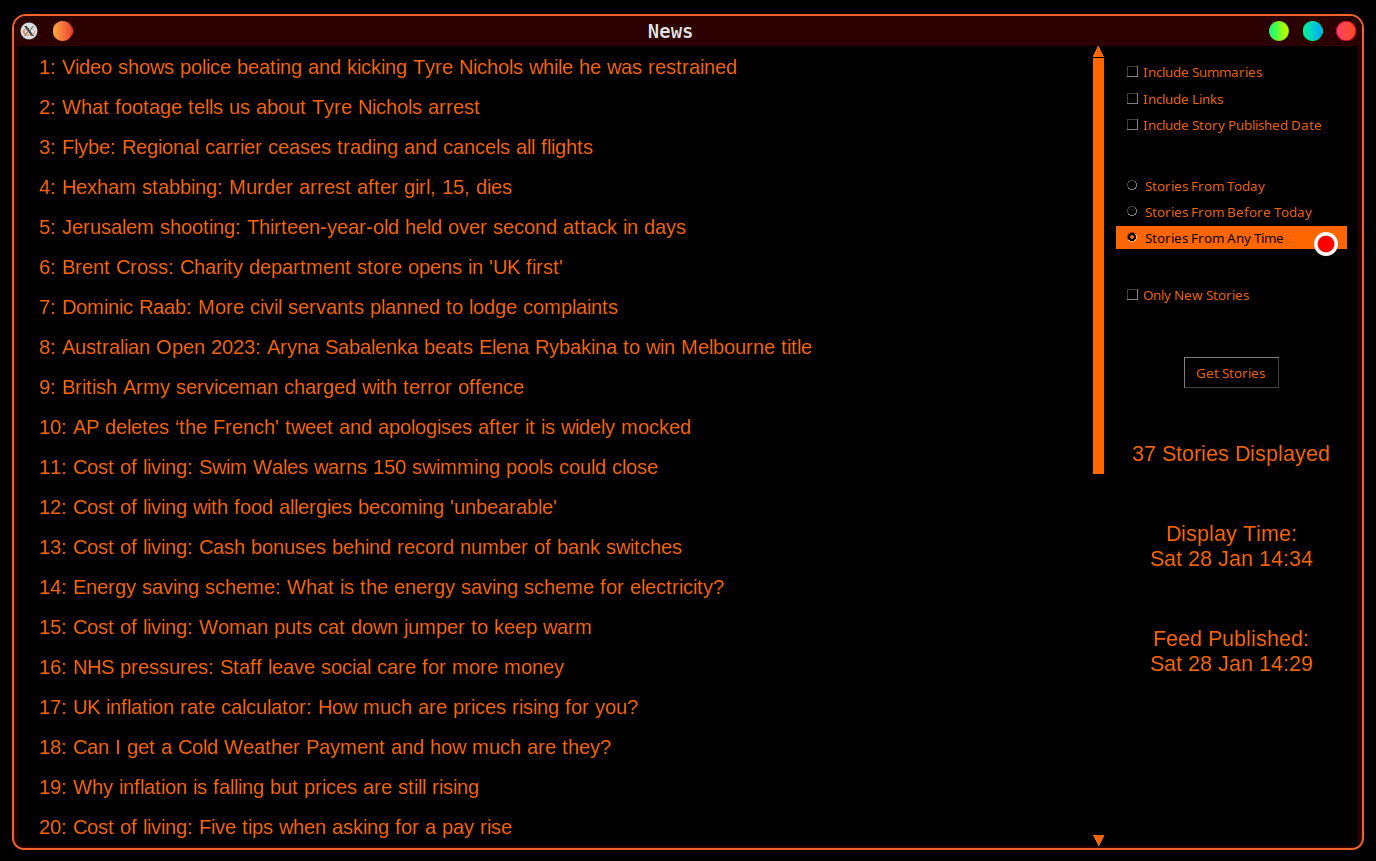 News
1: Video shows police beating and kicking Tyre Nichols while he was restrained
2: What footage tells us about Tyre Nichols arrest
3: Flybe: Regional carrier ceases trading and cancels all flights
4: Hexham stabbing: Murder arrest after girl, 15, dies
5: Jerusalem shooting: Thirteen-year-old held over second attack in days
6: Brent Cross: Charity department store opens in 'UK first'
7: Dominic Raab: More civil servants planned to lodge complaints
8: Australian Open 2023: Aryna Sabalenka beats Elena Rybakina to win Melbourne title
9: British Army serviceman charged with terror offence
10: AP deletes ‘the French' tweet and apologises after it is widely mocked
11: Cost of living: Swim Wales warns 150 swimming pools could close
12: Cost of living with food allergies becoming 'unbearable'
13: Cost of living: Cash bonuses behind record number of bank switches
14: Energy saving scheme: What is the energy saving scheme for electricity?
15: Cost of living: Woman puts cat down jumper to keep warm
16: NHS pressures: Staff leave social care for more money
17: UK inflation rate calculator: How much are prices rising for you?
18: Can I get a Cold Weather Payment and how much are they?
19: Why inflation is falling but prices are still rising
20: Cost of living: Five tips when asking for a pay rise
Include Summaries
Include Links
Include Story Published Date
Stories From Today
Stories From Before Today
Stories From Any Time
Only New Stories
Get Stories
37 Stories Displayed
Display Time:
Sat 28 Jan 14:34
Feed Published:
Sat 28 Jan 14:29